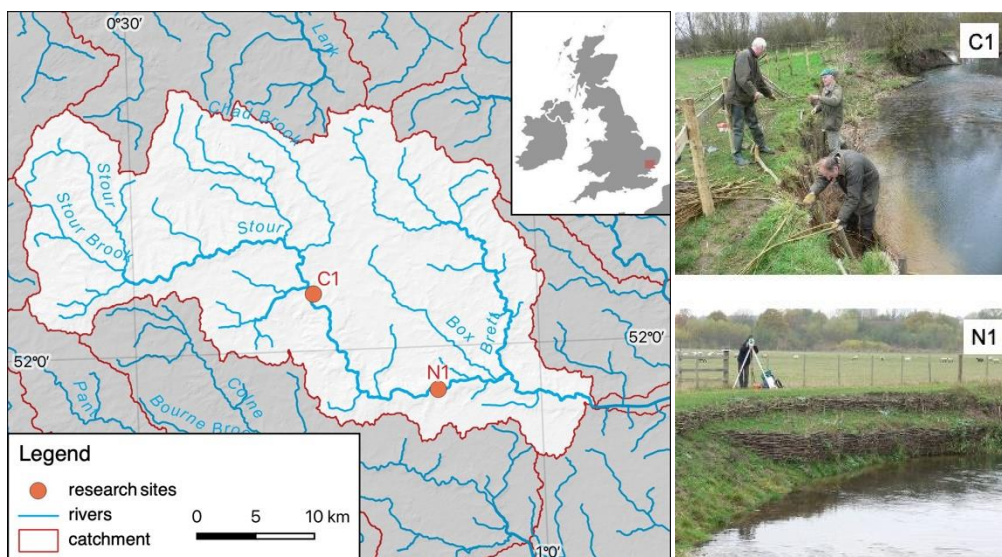 0°30'
Lark
Chad Brook
Stour
Stour Brook
Stour
C1
Box
Brett
52°0'
52°0'
N1
Pant
Colne
Bourne Brook
1°0'
Legend
research sites
rivers
catchment
0 5 10 km
C1
N1